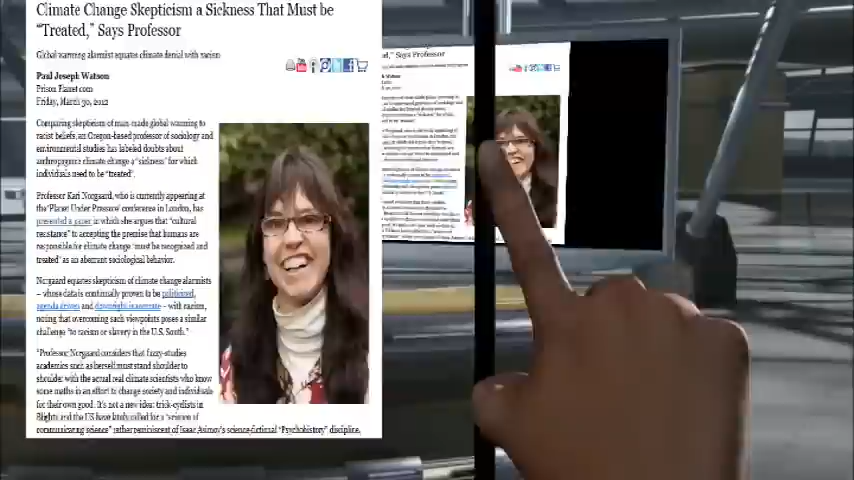 Climate Change Skepticism a Sickness That Must be
“Treated,” Says Professor
Global warming alarmist equates climate denial with racism
Paul Joseph Watson
Prison Planet.com
Friday, March 30, 2012
Comparing skepticism of man-made global warming to
racist beliefs, an Oregon-based professor of sociology and
environmental studies has labeled doubts about
anthropogenic climate change a “sickness” for which
individuals need to be “treated”.
Professor Kari Norgaard, who is currently appearing at
the ‘Planet Under Pressure’ conference in London, has
presented a paper in which she argues that “cultural
resistance” to accepting the premise that humans are
responsible for climate change “must be recognized and
treated” as an aberrant sociological behavior.
Norgaard equates skepticism of climate change alarmists
– whose data is continually proven to be politicized,
agenda driven and downright inaccurate – with racism,
noting that overcoming such viewpoints poses a similar
challenge “to racism or slavery in the U.S. South.”
“Professor Norgaard considers that fuzzy-studies
academics such as herself must stand shoulder to
shoulder with the actual real climate scientists who know
some maths in an effort to change society and individuals
for their own good. It's not a new idea: trick-cyclists in
Blighty and the US have lately called for a “science of
communicating science” rather reminiscent of Isaac Asimov's science-fictional “Psychohistory” discipline.
ed,” Says Professor